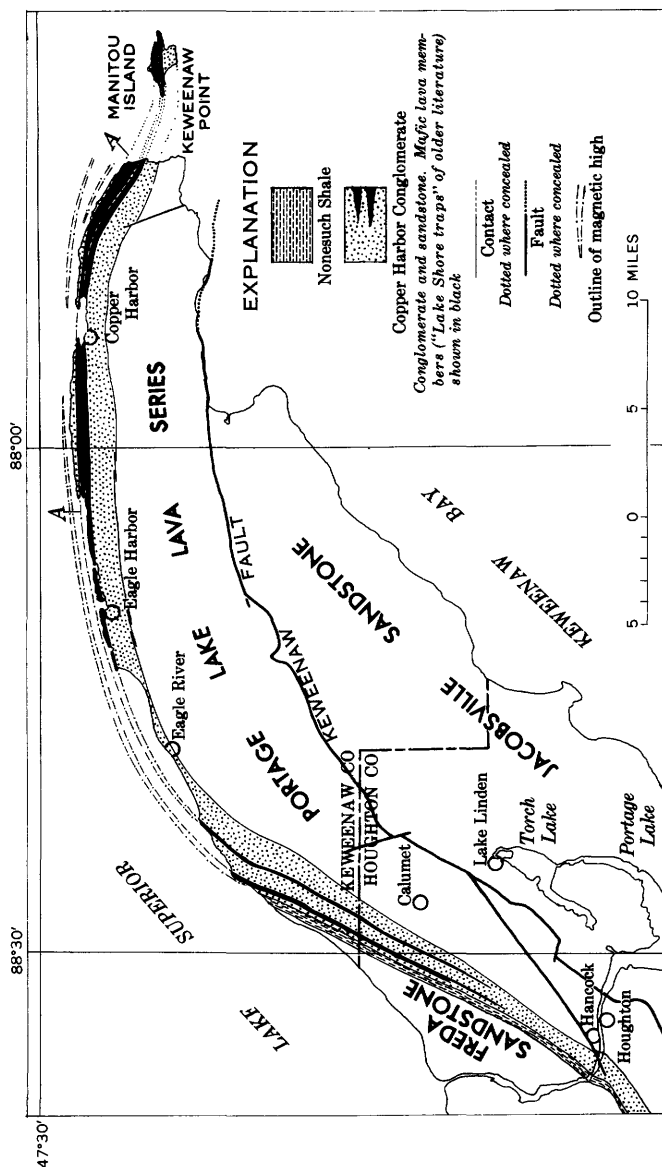 47°30'
88°30'
88°00'
A
A'
MANITOU
ISLAND
KEWEENAW
POINT
Copper
Harbor
Eagle Harbor
Eagle River
LAKE
SUPERIOR
PORTAGE
LAKE
LAVA
SERIES
KEWEENAW
FAULT
KEWEENAW CO
HOUGHTON CO
Calumet
Lake Linden
Torch
Lake
Portage
Lake
Hancock
Houghton
FREDA
SANDSTONE
JACOBSVILLE
SANDSTONE
KEWEENAW
BAY
EXPLANATION
Nonesuch Shale
Copper Harbor Conglomerate
Conglomerate and sandstone. Mafic lava mem-
bers ("Lake Shore traps" of older literature)
shown in black
Contact
Dotted where concealed
Fault
Dotted where concealed
Outline of magnetic high
5 0 5 10 MILES